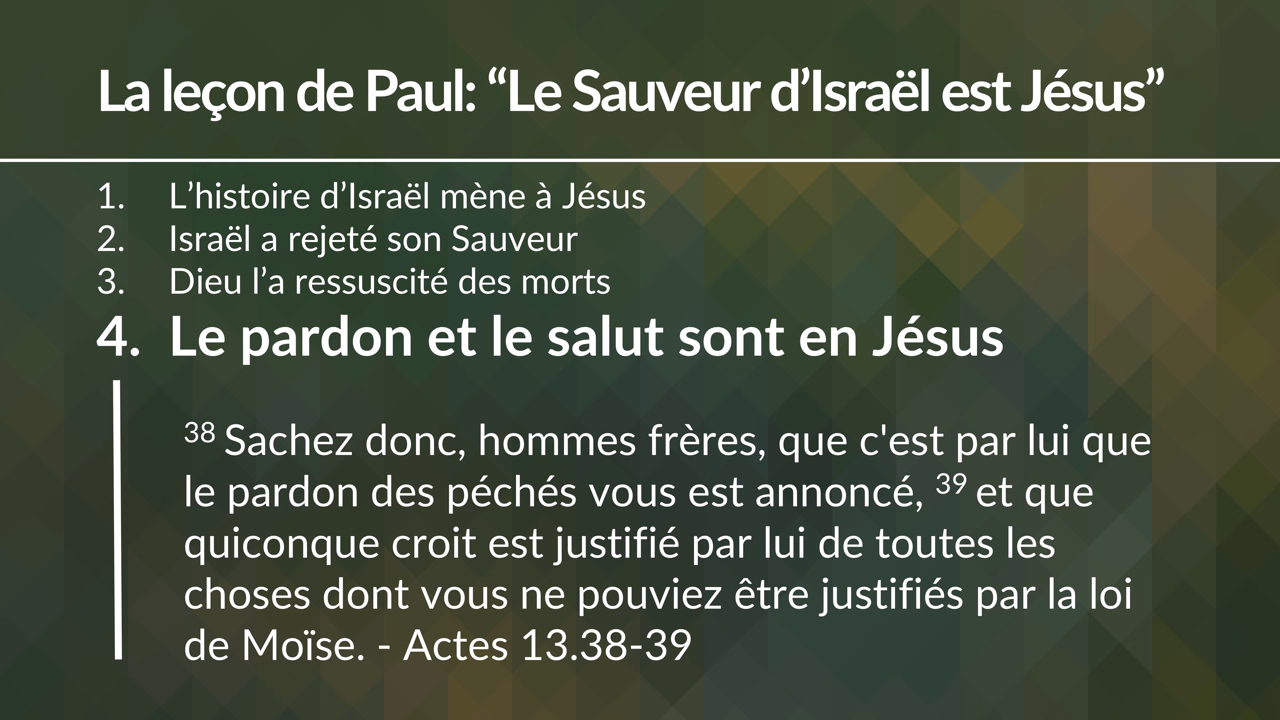 La leçon de Paul: “Le Sauveur d’Israël est Jésus”
1. L’histoire d’Israël mène à Jésus
2. Israël a rejeté son Sauveur
3. Dieu l’a ressuscité des morts
4. Le pardon et le salut sont en Jésus
38 Sachez donc, hommes frères, que c'est par lui que
le pardon des péchés vous est annoncé, 39 et que
quiconque croit est justifié par lui de toutes les
choses dont vous ne pouviez être justifiés par la loi
de Moïse. - Actes 13.38-39